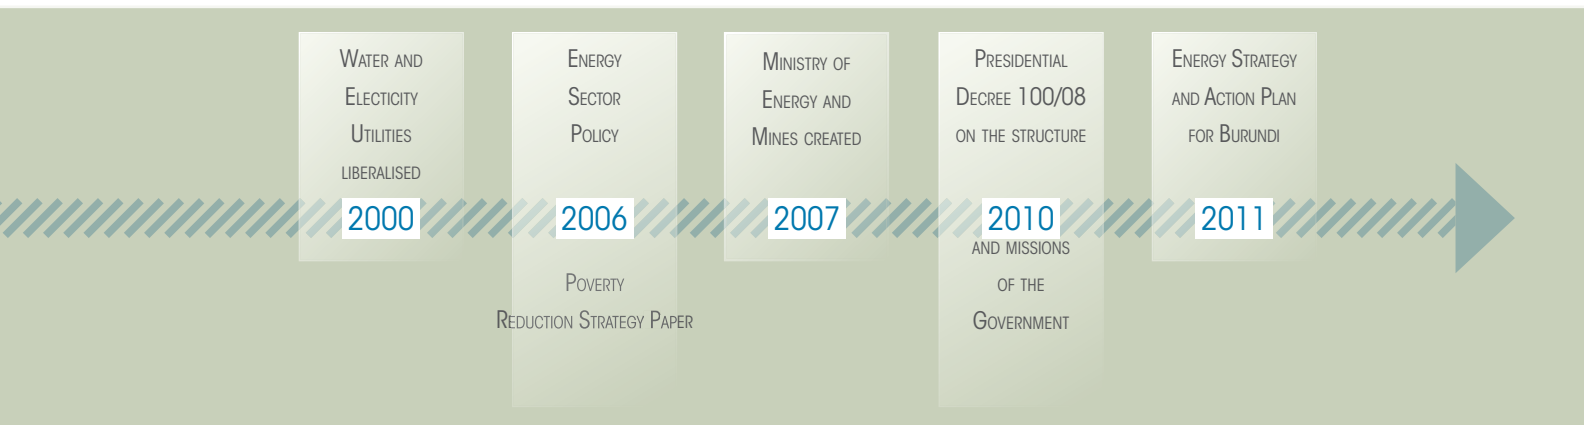 Water and
Electicity
Utilities
liberalised
2000
Energy
Sector
Policy
2006
Poverty
Reduction Strategy Paper
Ministry of
Energy and
Mines created
2007
Presidential
Decree 100/08
on the structure
2010
and missions
of the
Government
Energy Strategy
and Action Plan
for Burundi
2011